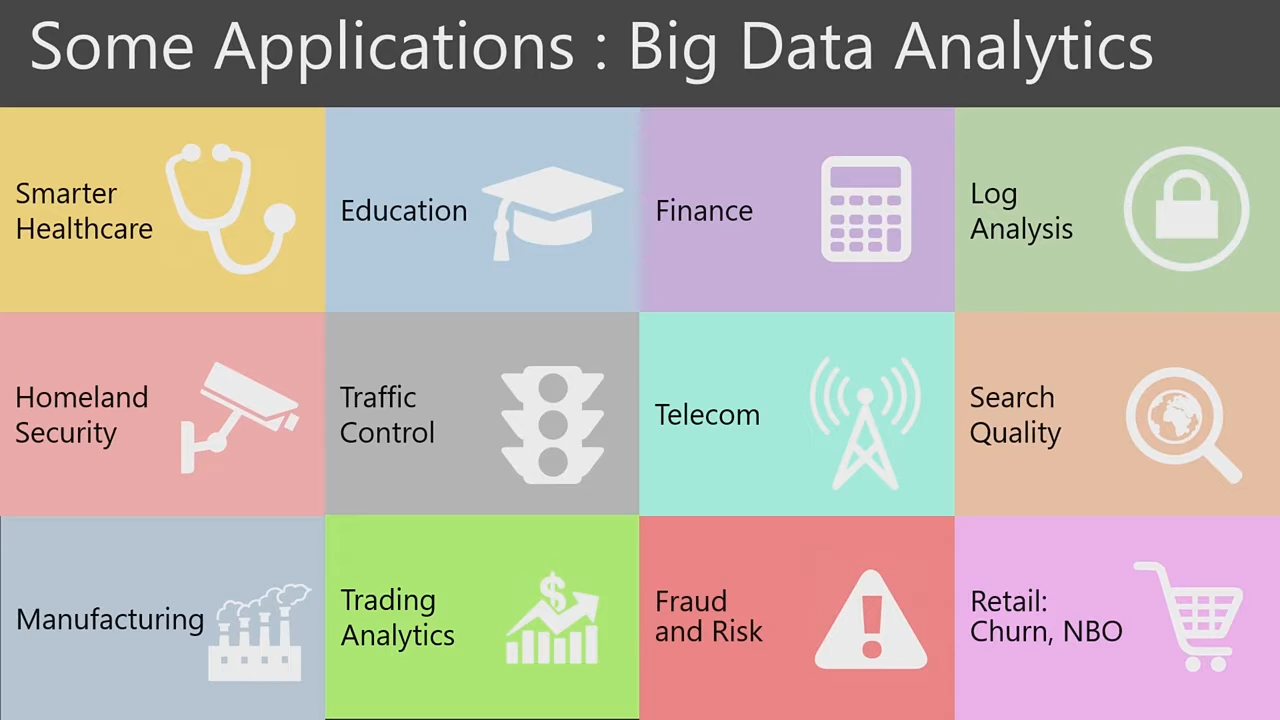 Some Applications : Big Data Analytics
Smarter
Healthcare
Education
Finance
Log
Analysis
Homeland
Security
Traffic
Control
Telecom
Search
Quality
Manufacturing
Trading
Analytics
Fraud
and Risk
Retail:
Churn, NBO